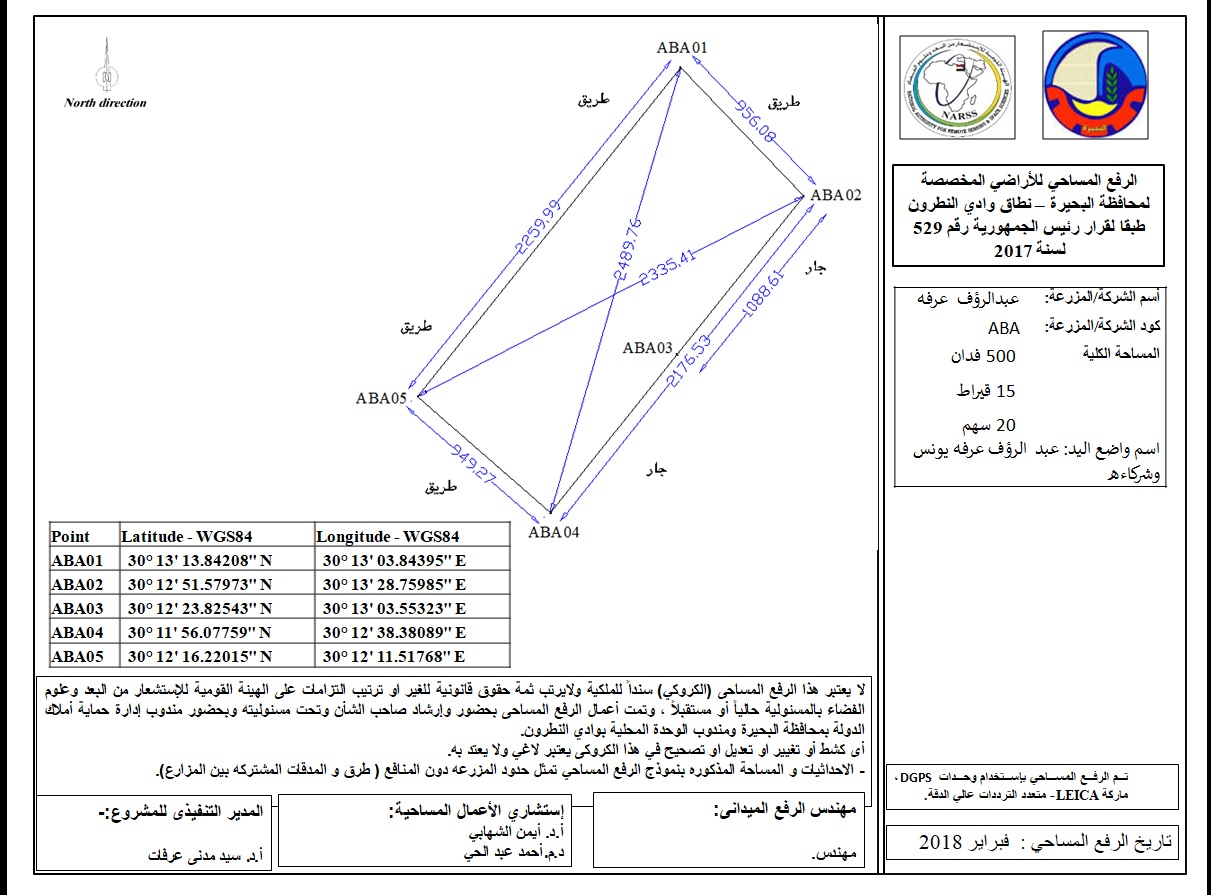 North direction
ABA01
طريق
956.08
طريق
ABA02
2259.99
2489.76
2335.41
جار
1088.61
طريق
ABA03
2176.53
ABA05
949.27
طريق
جار
ABA04
Point Latitude - WGS84 Longitude - WGS84
ABA01 30° 13' 13.84208" N 30° 13' 03.84395" E
ABA02 30° 12' 51.57973" N 30° 13' 28.75985" E
ABA03 30° 12' 23.82543" N 30° 13' 03.55323" E
ABA04 30° 11' 56.07759" N 30° 12' 38.38089" E
ABA05 30° 12' 16.22015" N 30° 12' 11.51768" E
NARSS
NATIONAL AUTHORITY FOR REMOTE SENSING & SPACE SCIENCES
البحيرة
الرفع المساحي للأراضي المخصصة
لمحافظة البحيرة – نطاق وادي النطرون
طبقا لقرار رئيس الجمهورية رقم 529
لسنة 2017
أسم الشركة/المزرعة: عبدالرؤف عرفه
كود الشركة/المزرعة: ABA
المساحة الكلية 500 فدان
15 قيراط
20 سهم
اسم واضع اليد: عبد الرؤف عرفه يونس
وشركاءه
لا يعتبر هذا الرفع المساحى (الكروكي) سنداً للملكية ولايرتب ثمة حقوق قانونية للغير او ترتيب التزامات على الهيئة القومية للإستشعار من البعد وعلوم
الفضاء بالمسئولية حالياً أو مستقبلاً ، وتمت أعمال الرفع المساحى بحضور وإرشاد صاحب الشأن وتحت مسئوليته وبحضور مندوب إدارة حماية أملاك
الدولة بمحافظة البحيرة ومندوب الوحدة المحلية بوادي النطرون.
أى كشط أو تغيير او تعديل او تصحيح في هذا الكروكى يعتبر لاغي ولا يعتد به.
- الاحداثيات و المساحة المذكوره بنموذج الرفع المساحي تمثل حدود المزرعه دون المنافع ( طرق و المدقات المشتركه بين المزارع).
مهندس الرفع الميدانى:
مهندس.
إستشاري الأعمال المساحية:
أ.د. أيمن الشهابي
د.م.أحمد عبد الحي
المدير التنفيذى للمشروع:-
أ.د. سيد مدنى عرفات
تـم الرفـع المسـاحي بإسـتخدام وحـدات DGPS ،
ماركة LEICA- متعدد الترددات عالي الدقة.
تاريخ الرفع المساحي : فبراير 2018